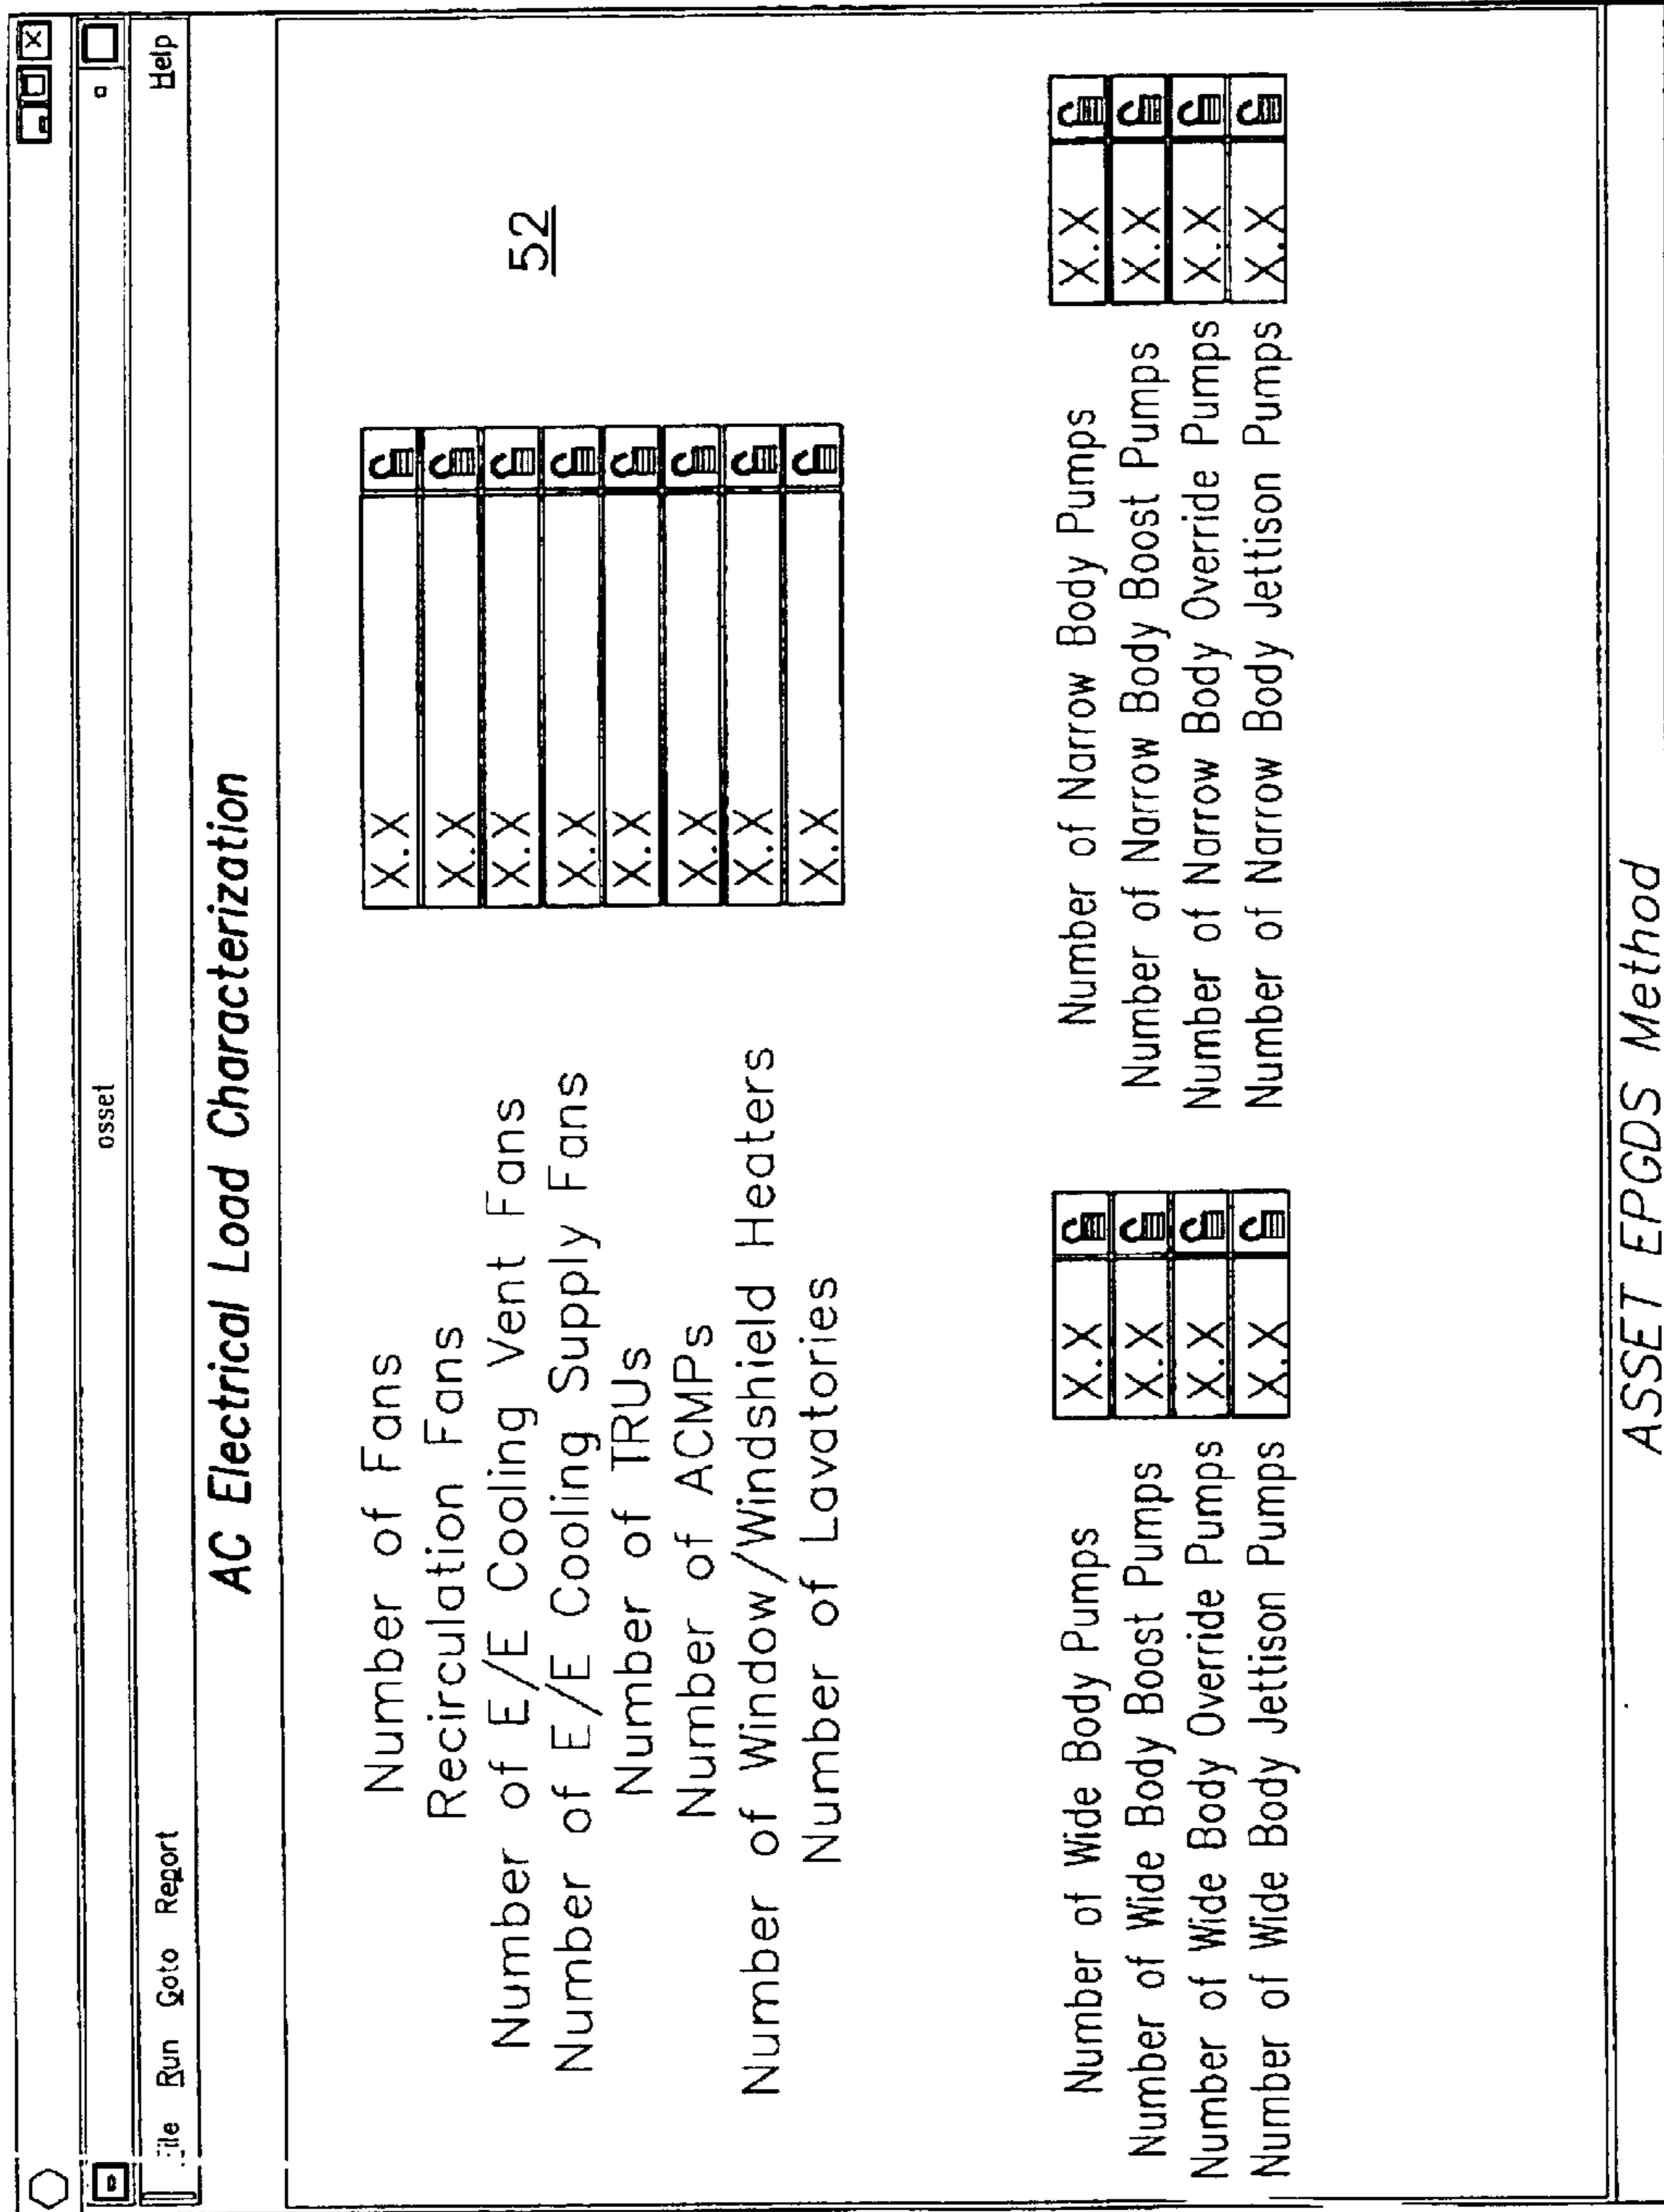 asset
File Run Goto Report Help
AC Electrical Load Characterization
52
Number of Fans X.X
Recirculation Fans X.X
Number of E/E Cooling Vent Fans X.X
Number of E/E Cooling Supply Fans X.X
Number of TRUs X.X
Number of ACMPs X.X
Number of Window/Windshield Heaters X.X
Number of Lavatories X.X
Number of Wide Body Pumps X.X Number of Narrow Body Pumps X.X
Number of Wide Body Boost Pumps X.X Number of Narrow Body Boost Pumps X.X
Number of Wide Body Override Pumps X.X Number of Narrow Body Override Pumps X.X
Number of Wide Body Jettison Pumps X.X Number of Narrow Body Jettison Pumps X.X
ASSET EPGDS Method